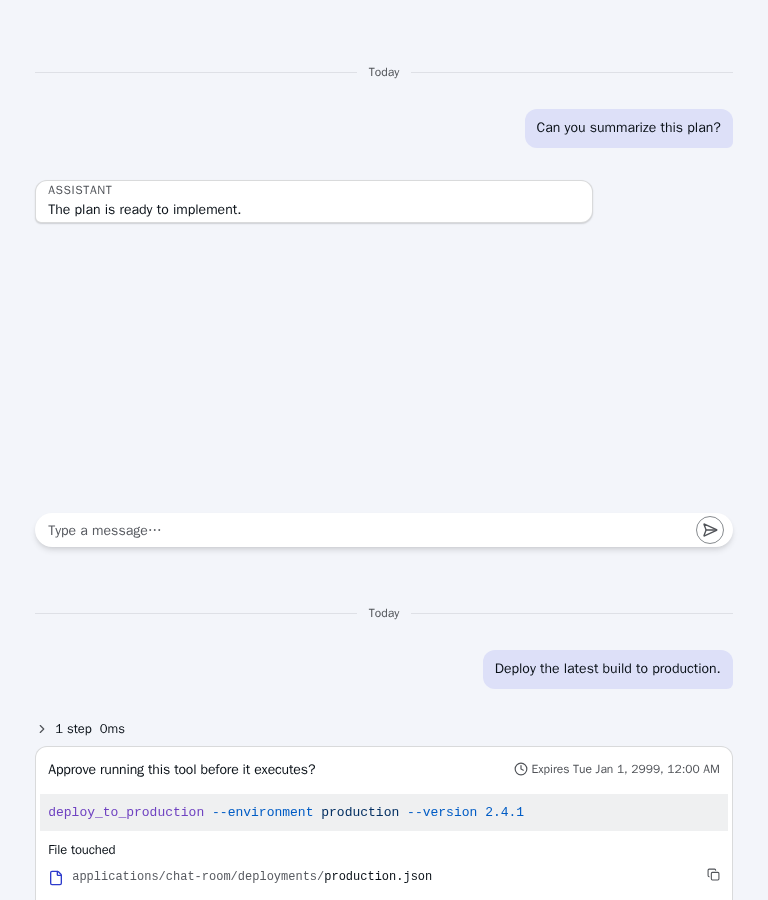 Today
Can you summarize this plan?
ASSISTANT
The plan is ready to implement.
Type a message···
Today
Deploy the latest build to production.
1 step 0ms
Approve running this tool before it executes?
Expires Tue Jan 1, 2999, 12:00 AM
deploy_to_production --environment production --version 2.4.1
File touched
applications/chat-room/deployments/production.json